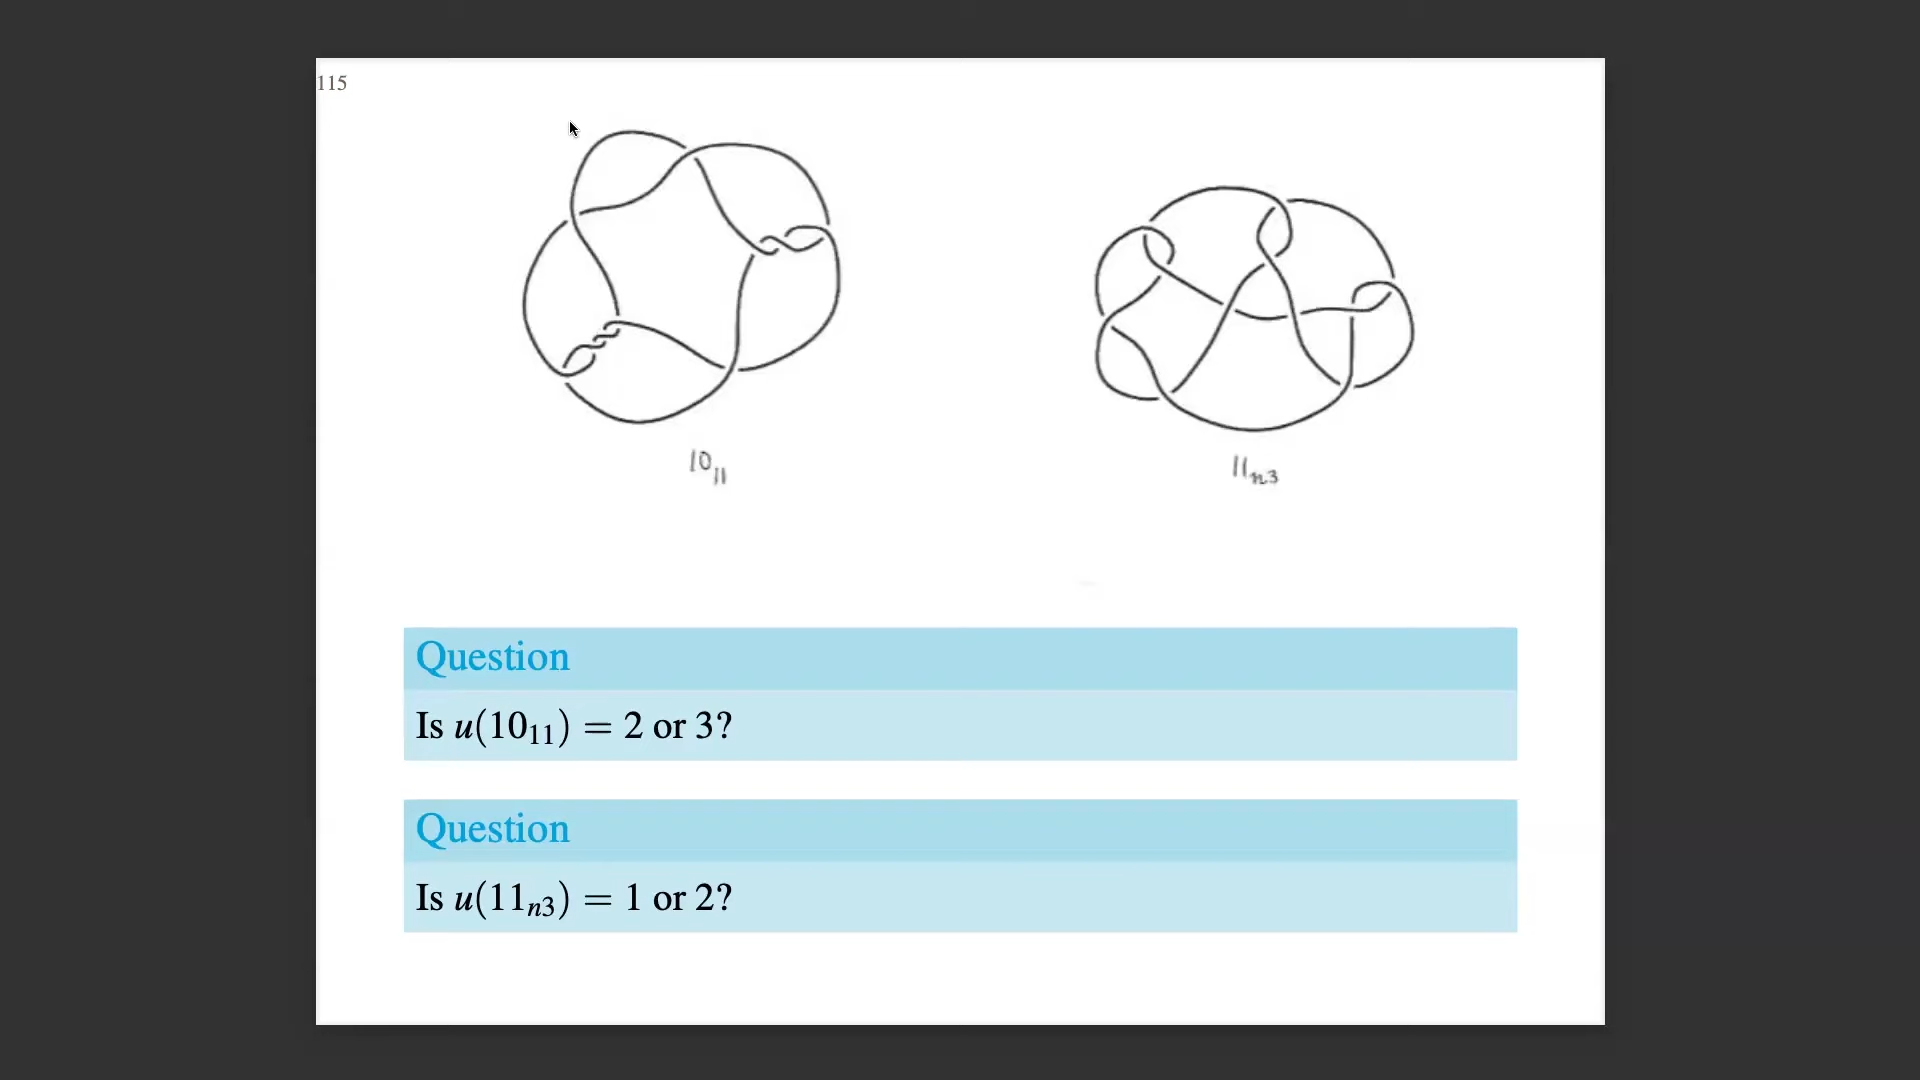 115
10₁₁
11ₙ₃
Question
Is u(10₁₁) = 2 or 3?
Question
Is u(11ₙ₃) = 1 or 2?